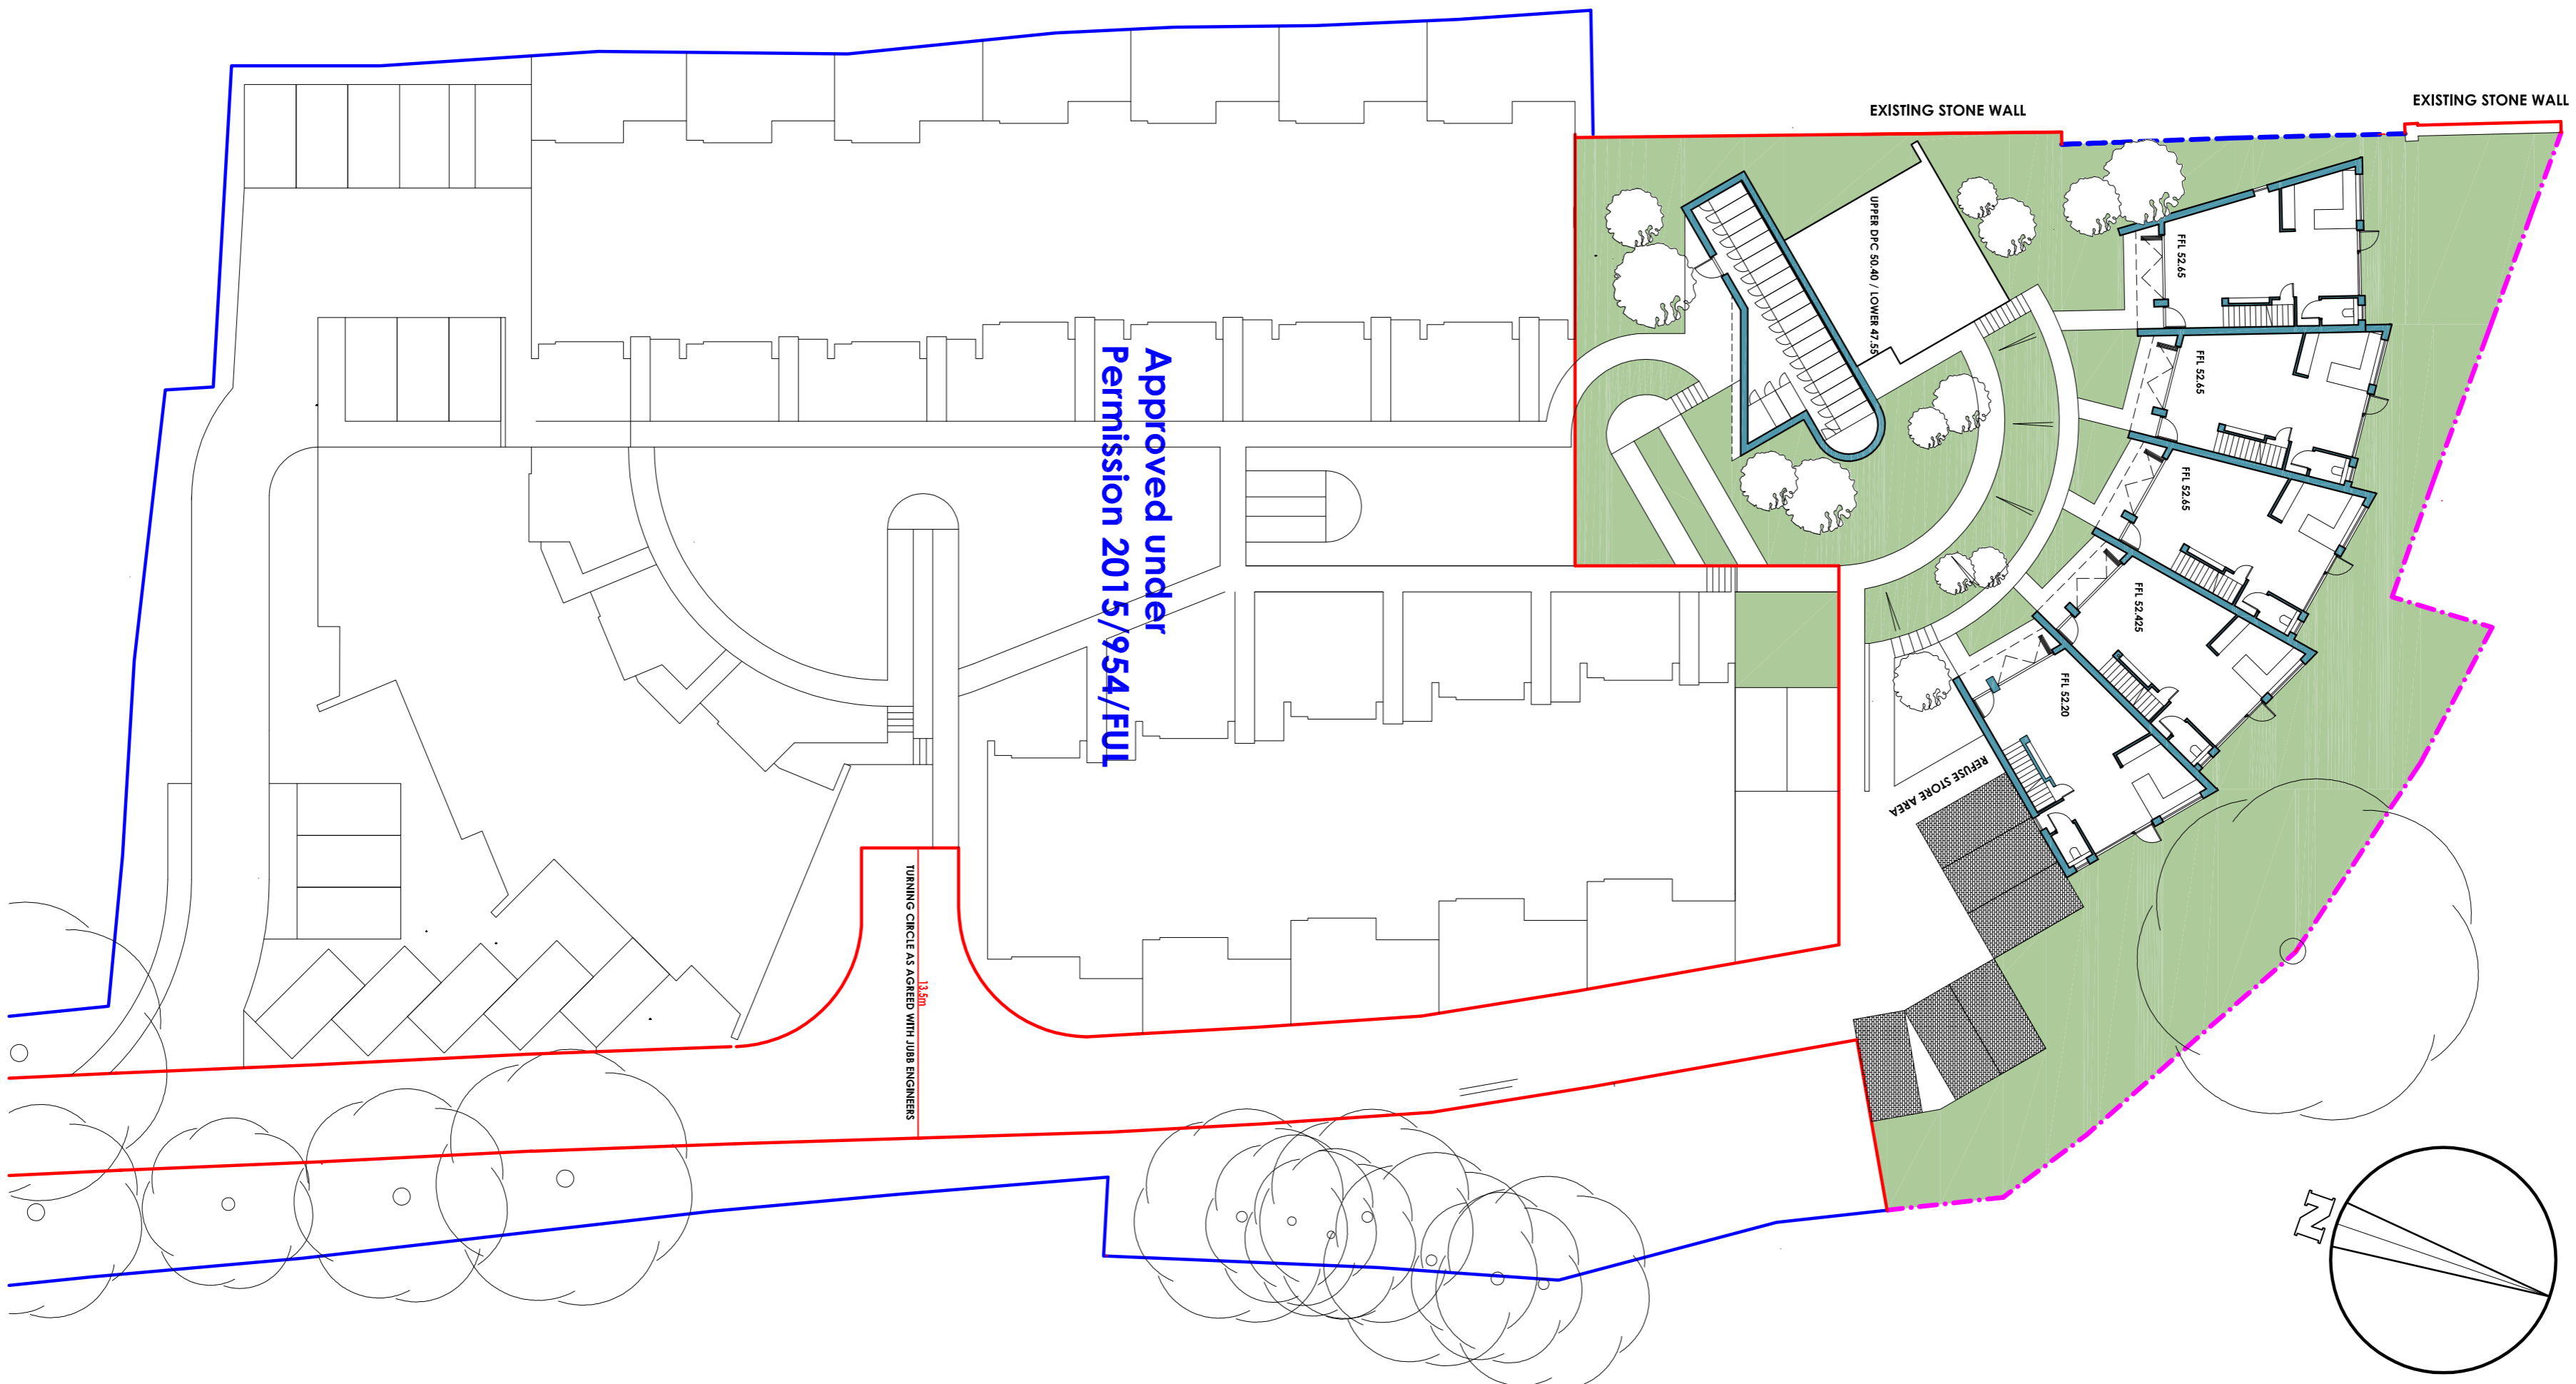 EXISTING STONE WALL
EXISTING STONE WALL
UPPER DPC 50.40 / LOWER 47.55
FFL 52.65
FFL 52.65
FFL 52.65
FFL 52.425
FFL 52.20
Approved under
Permission 2015/954/FUL
REFUSE STORE AREA
TURNING CIRCLE AS AGREED WITH JUBB ENGINEERS
13.5m
N